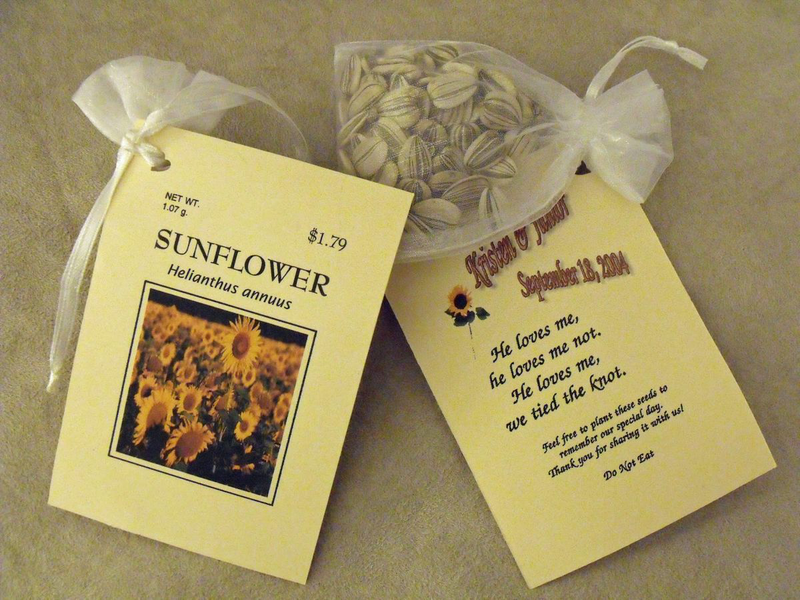 NET WT.
1.07 g.
$1.79
SUNFLOWER
Helianthus annuus
Kristen &
September 18, 2004
He loves me,
he loves me not.
He loves me,
we tied the knot.
Feel free to plant these seeds to
remember our special day.
Thank you for sharing it with us!
Do Not Eat